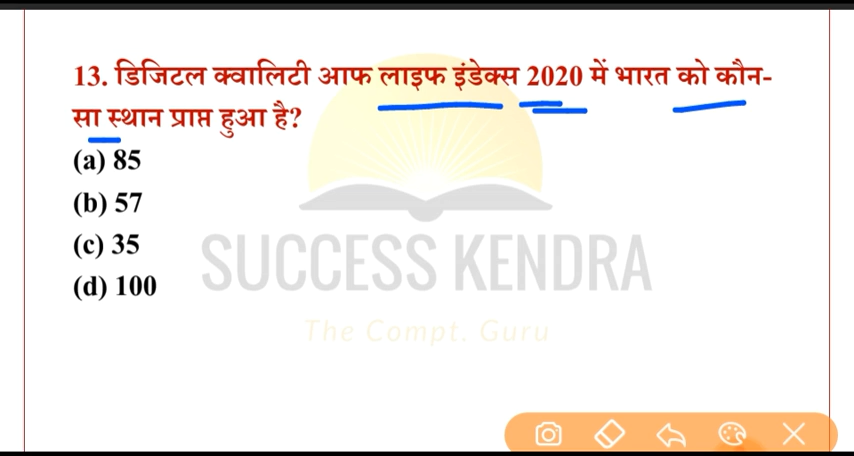 13. डिजिटल क्वालिटी आफ लाइफ इंडेक्स 2020 में भारत को कौन-
सा स्थान प्राप्त हुआ है?
(a) 85
(b) 57
(c) 35
(d) 100
SUCCESS KENDRA
The Compt. Guru